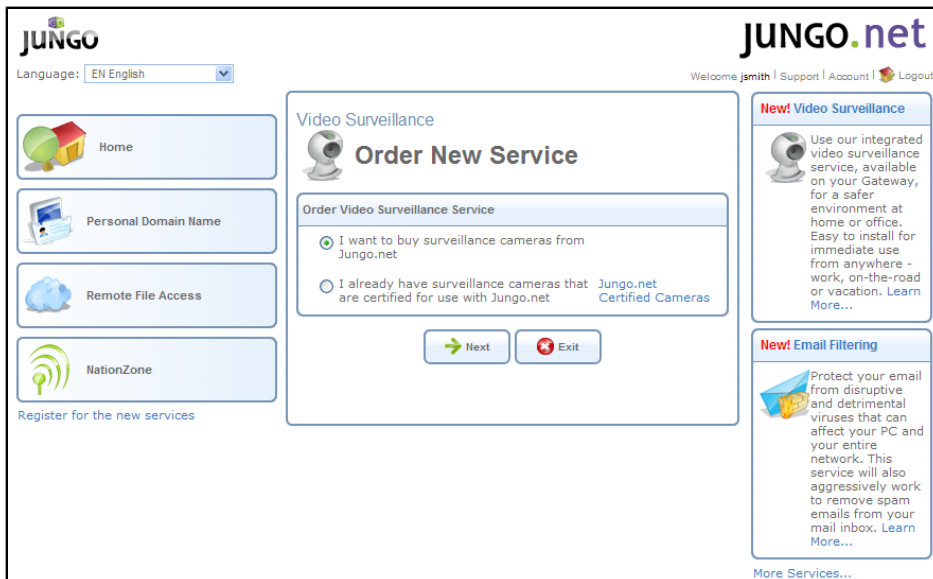 JUNGO
JUNGO.net
Language: EN English
Welcome jsmith | Support | Account | Logout
Home
Personal Domain Name
Remote File Access
NationZone
Register for the new services
Video Surveillance
Order New Service
Order Video Surveillance Service
I want to buy surveillance cameras from
Jungo.net
I already have surveillance cameras that
are certified for use with Jungo.net
Jungo.net
Certified Cameras
Next
Exit
New! Video Surveillance
Use our integrated
video surveillance
service, available
on your Gateway,
for a safer
environment at
home or office.
Easy to install for
immediate use
from anywhere -
work, on-the-road
or vacation. Learn
More...
New! Email Filtering
Protect your email
from disruptive
and detrimental
viruses that can
affect your PC and
your entire
network. This
service will also
aggressively work
to remove spam
emails from your
mail inbox. Learn
More...
More Services...